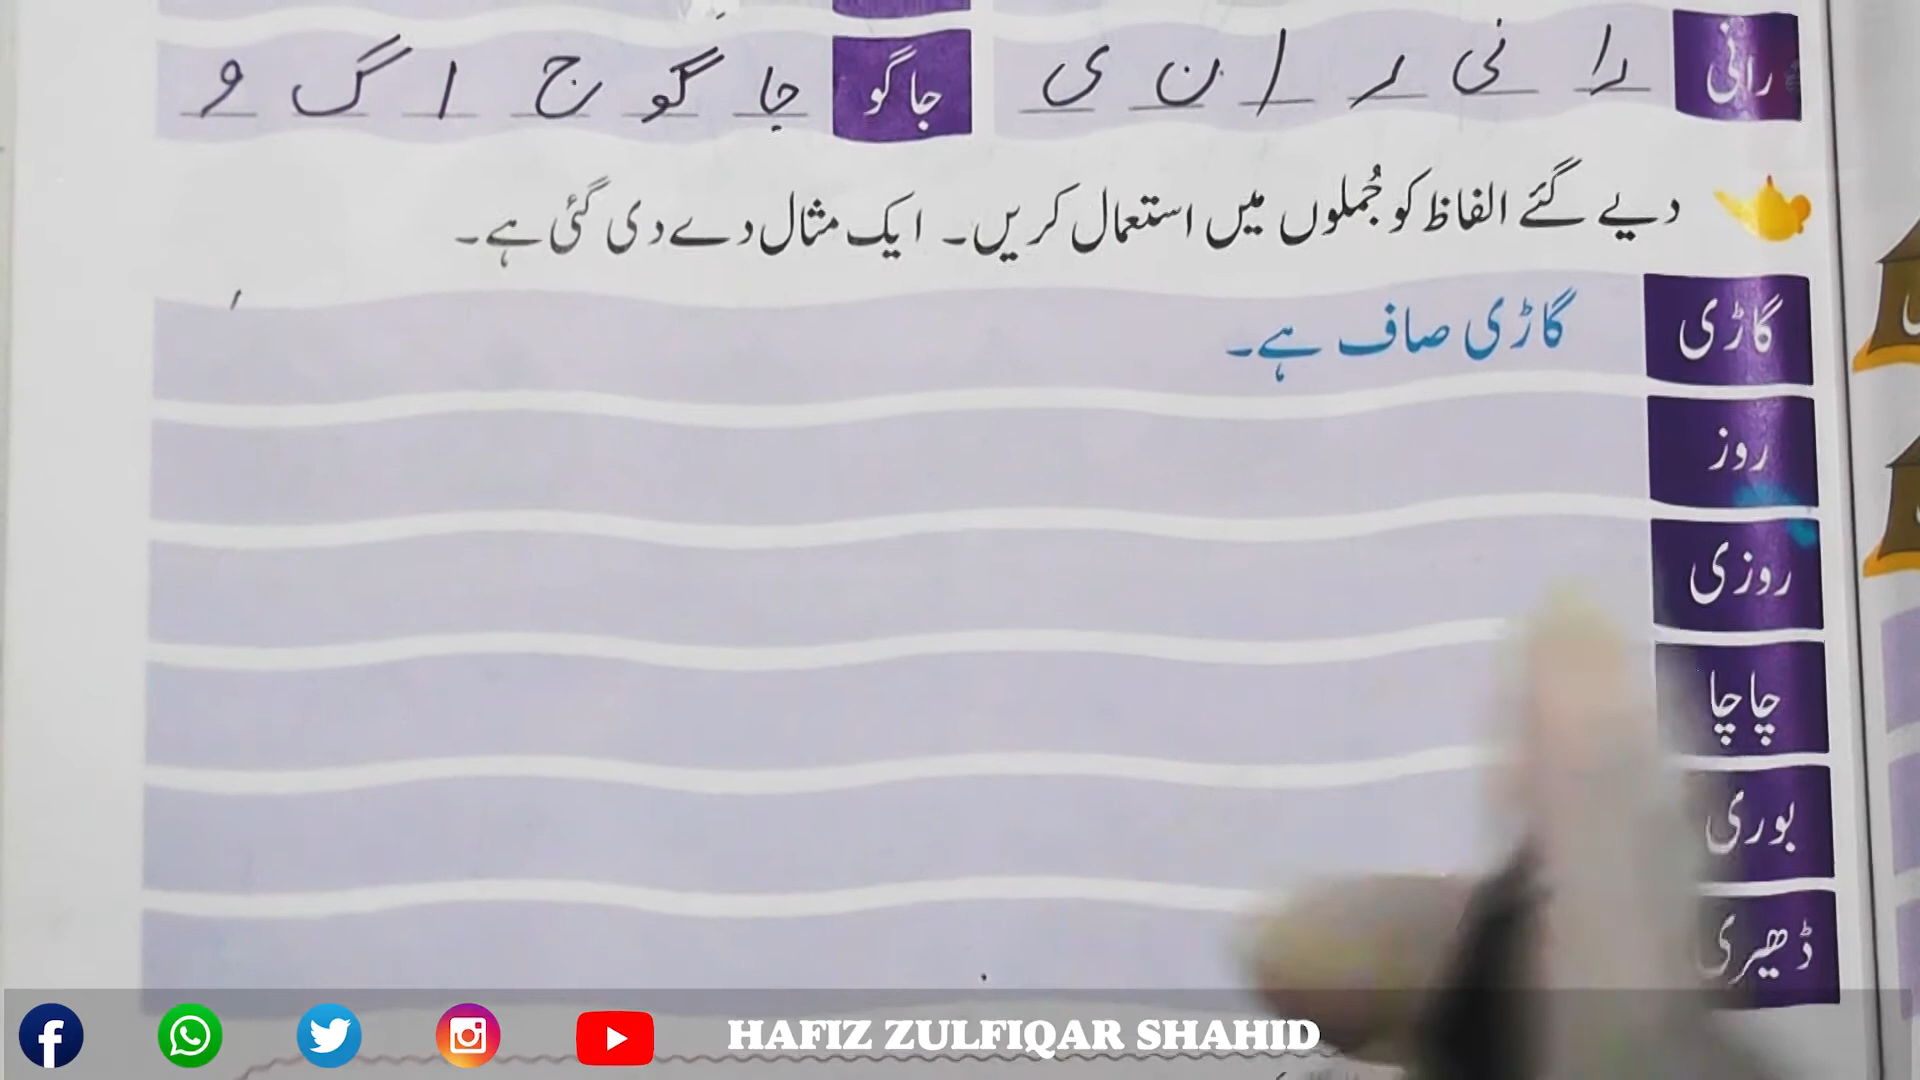 رانی را نی ر ا ن ی
جاگو جا گو ج ا گ و
دیے گئے الفاظ کو جُملوں میں استعمال کریں۔ ایک مثال دے دی گئی ہے۔
گاڑی گاڑی صاف ہے۔
روز
روزی
چاچا
بوری
ڈھیری
HAFIZ ZULFIQAR SHAHID